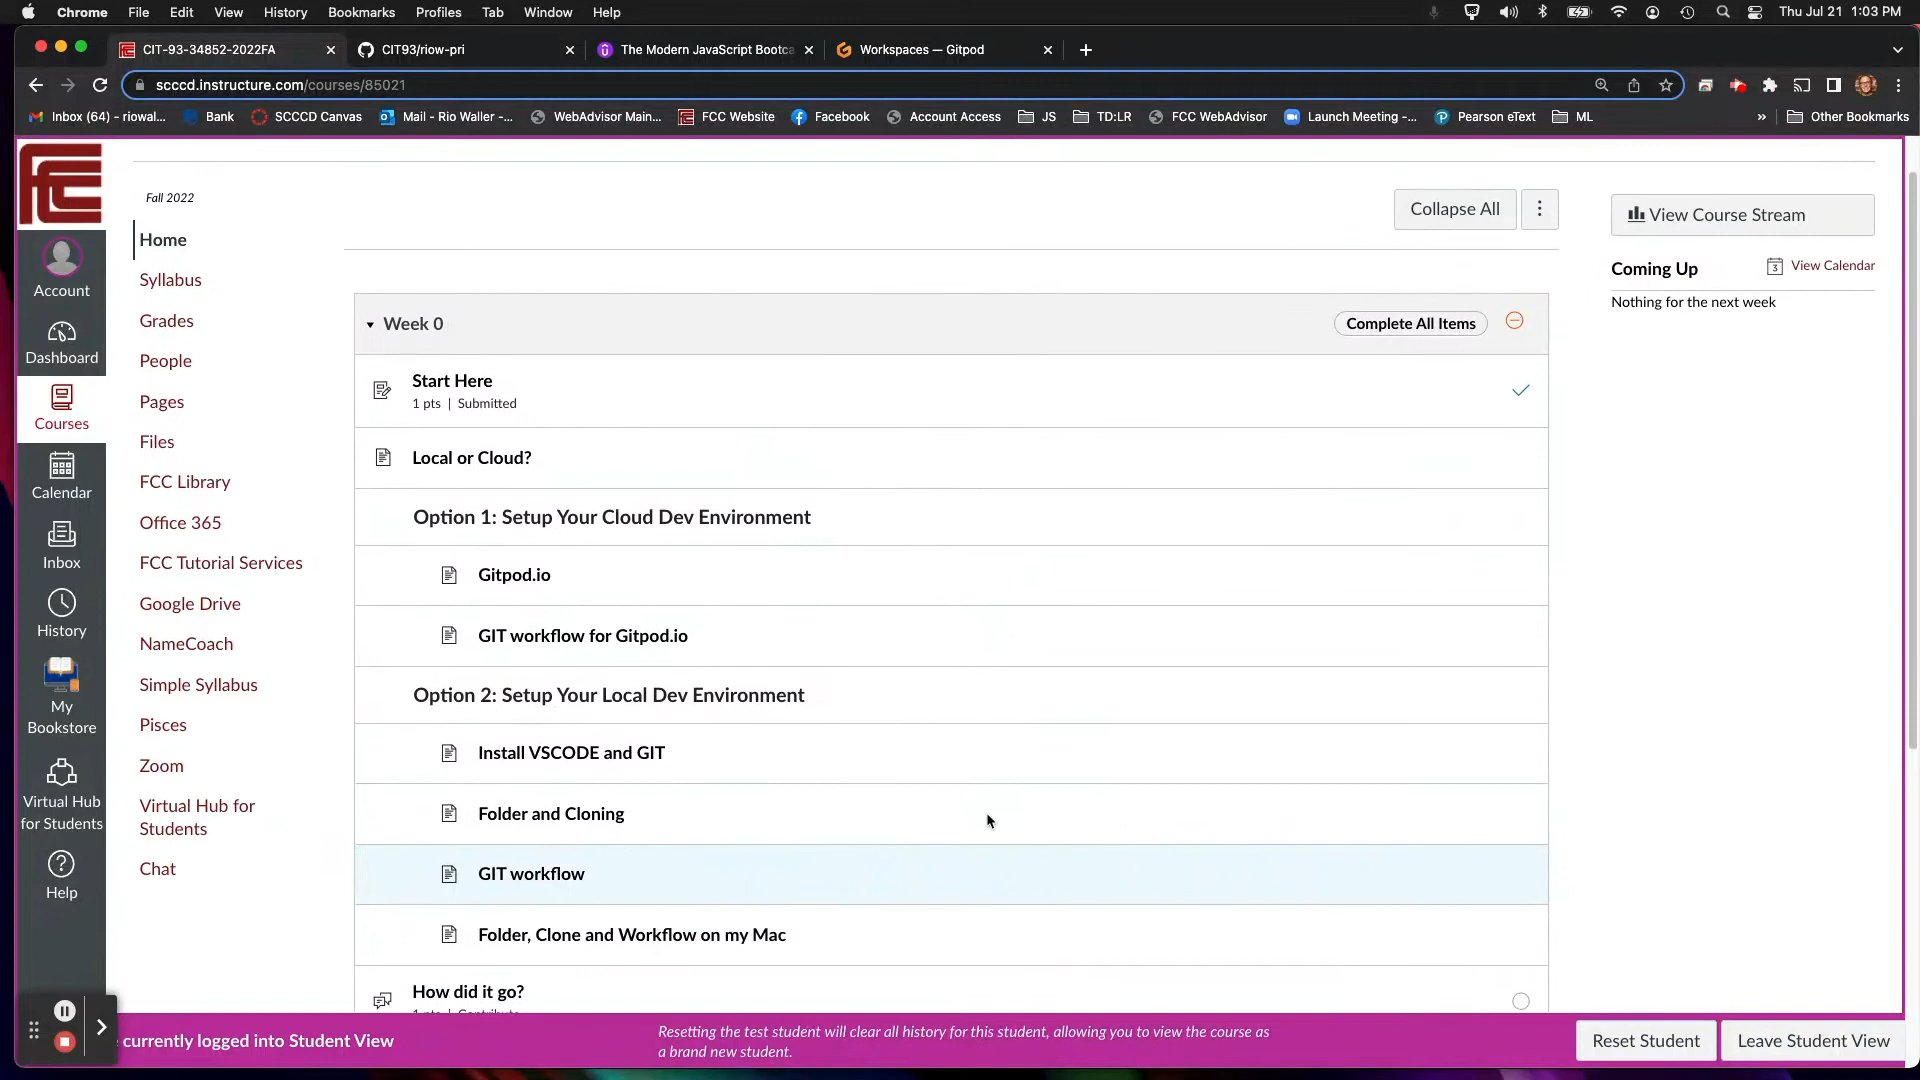 Chrome File Edit View History Bookmarks Profiles Tab Window Help Thu Jul 21 1:03 PM
CIT-93-34852-2022FA CIT93/riow-pri The Modern JavaScript Bootca Workspaces — Gitpod
scccd.instructure.com/courses/85021
Inbox (64) - riowal... Bank SCCCD Canvas Mail - Rio Waller -... WebAdvisor Main... FCC Website Facebook Account Access JS TD:LR FCC WebAdvisor Launch Meeting -... Pearson eText ML » Other Bookmarks
FCC
Account
Dashboard
Courses
Calendar
Inbox
History
My
Bookstore
Virtual Hub
for Students
Help
Fall 2022
Home
Syllabus
Grades
People
Pages
Files
FCC Library
Office 365
FCC Tutorial Services
Google Drive
NameCoach
Simple Syllabus
Pisces
Zoom
Virtual Hub for
Students
Chat
Collapse All
Week 0 Complete All Items
Start Here
1 pts | Submitted
Local or Cloud?
Option 1: Setup Your Cloud Dev Environment
Gitpod.io
GIT workflow for Gitpod.io
Option 2: Setup Your Local Dev Environment
Install VSCODE and GIT
Folder and Cloning
GIT workflow
Folder, Clone and Workflow on my Mac
How did it go?
1 pts | Contribute
View Course Stream
Coming Up 3 View Calendar
Nothing for the next week
currently logged into Student View
Resetting the test student will clear all history for this student, allowing you to view the course as
a brand new student.
Reset Student Leave Student View